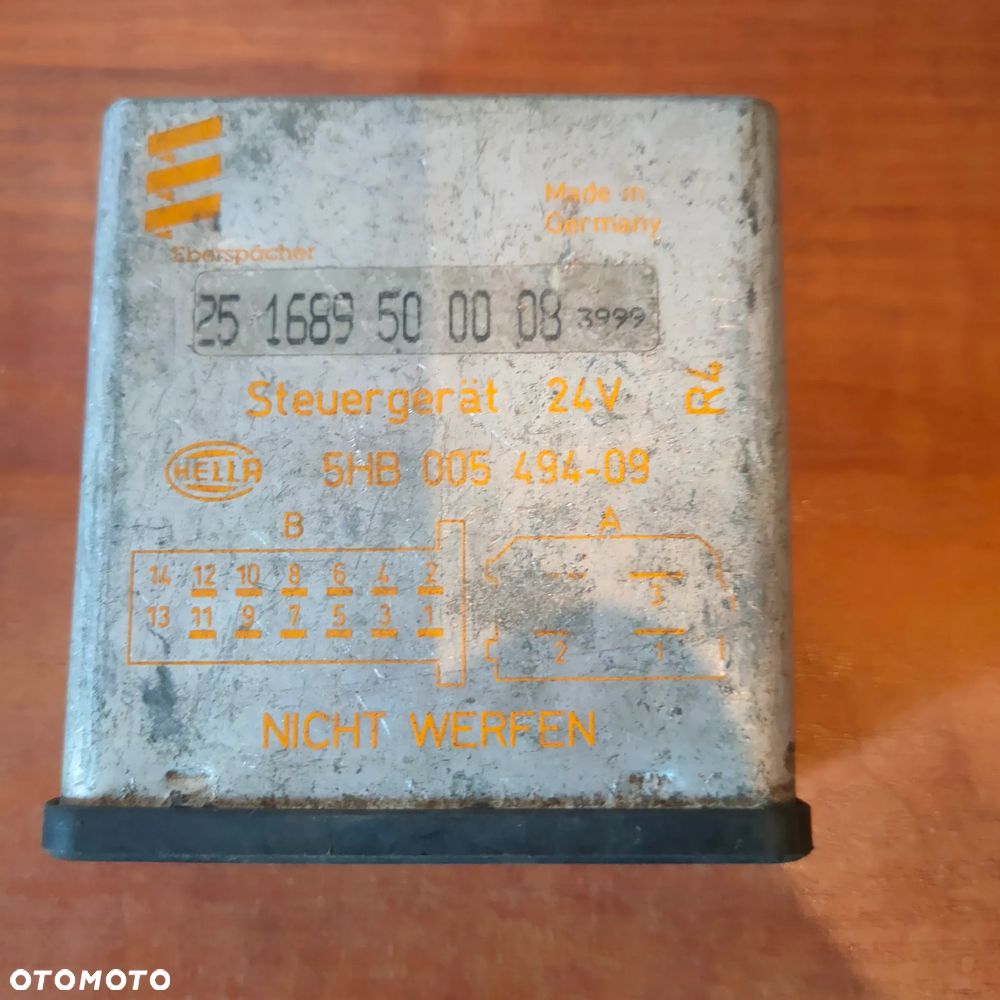 Made in
Germany
Eberspächer
25 1689 50 00 08 3999
Steuergerät 24V R4
HELLA 5HB 005 494-09
B A
14 12 10 8 6 4 2
3
13 11 9 7 5 3 1
2 1
NICHT WERFEN
OTOMOTO